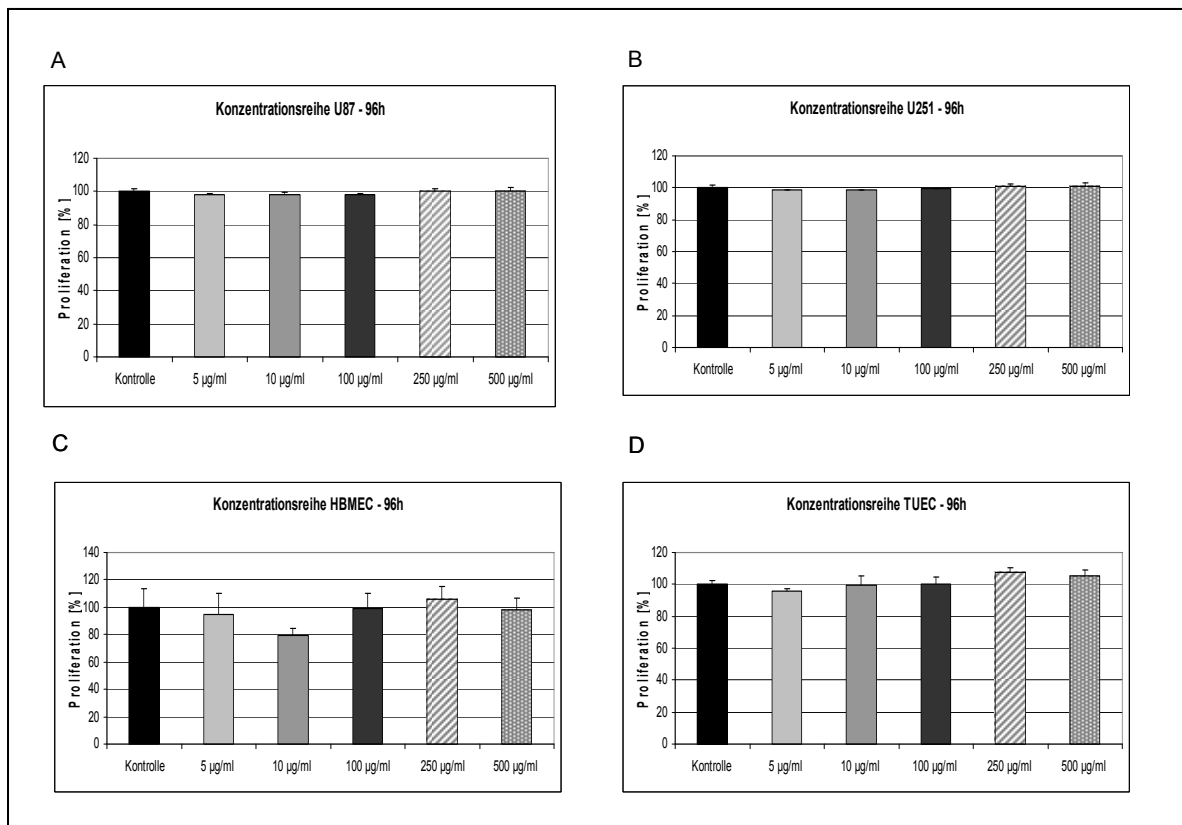 A
Konzentrationsreihe U87 - 96h
Proliferation [%]
120
100
80
60
40
20
0
Kontrolle 5 µg/ml 10 µg/ml 100 µg/ml 250 µg/ml 500 µg/ml
B
Konzentrationsreihe U251 - 96h
Proliferation [%]
120
100
80
60
40
20
0
Kontrolle 5 µg/ml 10 µg/ml 100 µg/ml 250 µg/ml 500 µg/ml
C
Konzentrationsreihe HBMEC - 96h
Proliferation [%]
140
120
100
80
60
40
20
0
Kontrolle 5 µg/ml 10 µg/ml 100 µg/ml 250 µg/ml 500 µg/ml
D
Konzentrationsreihe TUEC - 96h
Proliferation [%]
120
100
80
60
40
20
0
Kontrolle 5 µg/ml 10 µg/ml 100 µg/ml 250 µg/ml 500 µg/ml